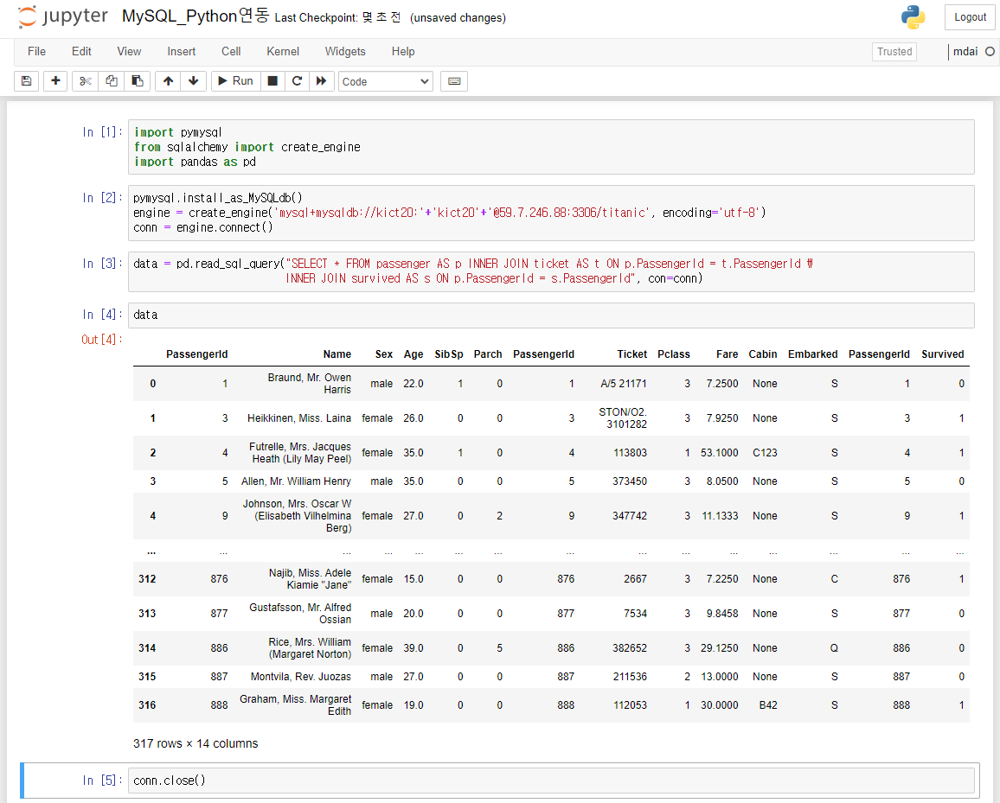 jupyter MySQL_Python연동 Last Checkpoint: 몇 초 전 (unsaved changes) Logout
File Edit View Insert Cell Kernel Widgets Help Trusted mdai
Run Code
In [1]: import pymysql
from sqlalchemy import create_engine
import pandas as pd
In [2]: pymysql.install_as_MySQLdb()
engine = create_engine('mysql+mysqldb://kict20:'+'kict20'+'@59.7.246.88:3306/titanic', encoding='utf-8')
conn = engine.connect()
In [3]: data = pd.read_sql_query("SELECT * FROM passenger AS p INNER JOIN ticket AS t ON p.PassengerId = t.PassengerId ₩
INNER JOIN survived AS s ON p.PassengerId = s.PassengerId", con=conn)
In [4]: data
Out[4]:
PassengerId Name Sex Age SibSp Parch PassengerId Ticket Pclass Fare Cabin Embarked PassengerId Survived
0 1 Braund, Mr. Owen Harris male 22.0 1 0 1 A/5 21171 3 7.2500 None S 1 0
1 3 Heikkinen, Miss. Laina female 26.0 0 0 3 STON/O2. 3101282 3 7.9250 None S 3 1
2 4 Futrelle, Mrs. Jacques Heath (Lily May Peel) female 35.0 1 0 4 113803 1 53.1000 C123 S 4 1
3 5 Allen, Mr. William Henry male 35.0 0 0 5 373450 3 8.0500 None S 5 0
4 9 Johnson, Mrs. Oscar W (Elisabeth Vilhelmina Berg) female 27.0 0 2 9 347742 3 11.1333 None S 9 1
... ... ... ... ... ... ... ... ... ... ... ... ... ... ...
312 876 Najib, Miss. Adele Kiamie "Jane" female 15.0 0 0 876 2667 3 7.2250 None C 876 1
313 877 Gustafsson, Mr. Alfred Ossian male 20.0 0 0 877 7534 3 9.8458 None S 877 0
314 886 Rice, Mrs. William (Margaret Norton) female 39.0 0 5 886 382652 3 29.1250 None Q 886 0
315 887 Montvila, Rev. Juozas male 27.0 0 0 887 211536 2 13.0000 None S 887 0
316 888 Graham, Miss. Margaret Edith female 19.0 0 0 888 112053 1 30.0000 B42 S 888 1
317 rows × 14 columns
In [5]: conn.close()